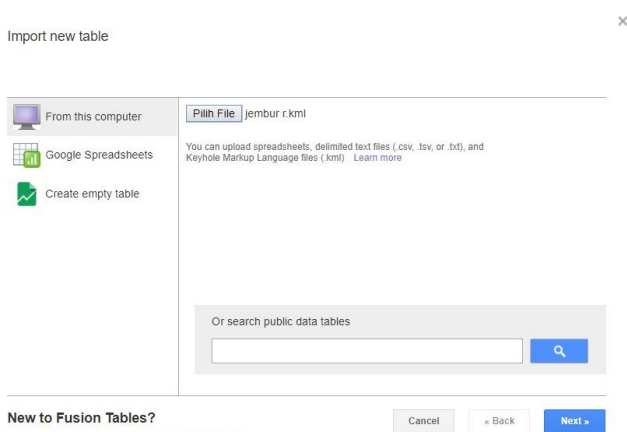 ×
Import new table
From this computer
Google Spreadsheets
Create empty table
Pilih File jembur r.kml
You can upload spreadsheets, delimited text files (.csv, .tsv, or .txt), and
Keyhole Markup Language files (.kml) Learn more
Or search public data tables
New to Fusion Tables?
Cancel « Back Next »